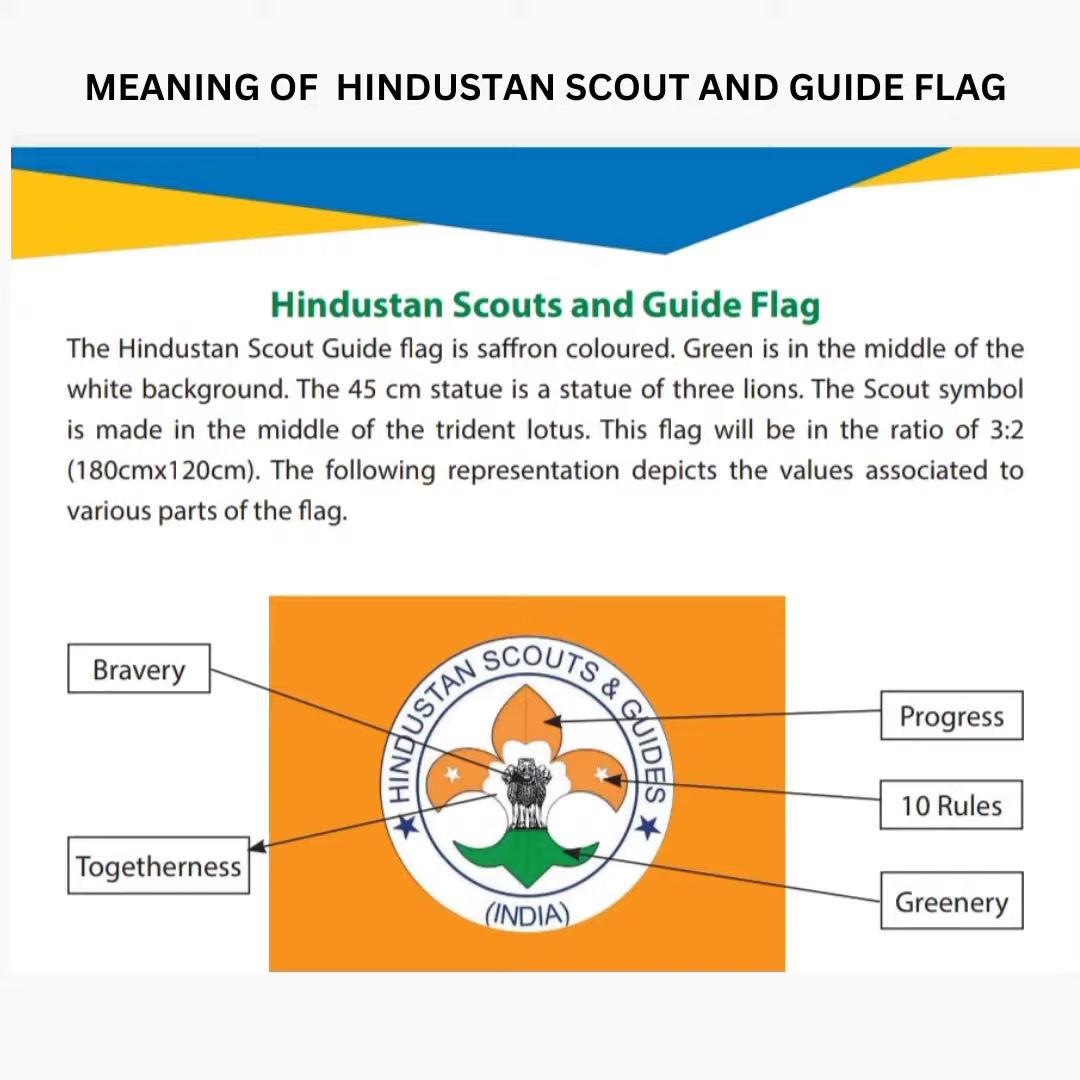 MEANING OF HINDUSTAN SCOUT AND GUIDE FLAG
Hindustan Scouts and Guide Flag
The Hindustan Scout Guide flag is saffron coloured. Green is in the middle of the
white background. The 45 cm statue is a statue of three lions. The Scout symbol
is made in the middle of the trident lotus. This flag will be in the ratio of 3:2
(180cmx120cm). The following representation depicts the values associated to
various parts of the flag.
Bravery
HINDUSTAN SCOUTS & GUIDES
Progress
10 Rules
Togetherness
Greenery
(INDIA)